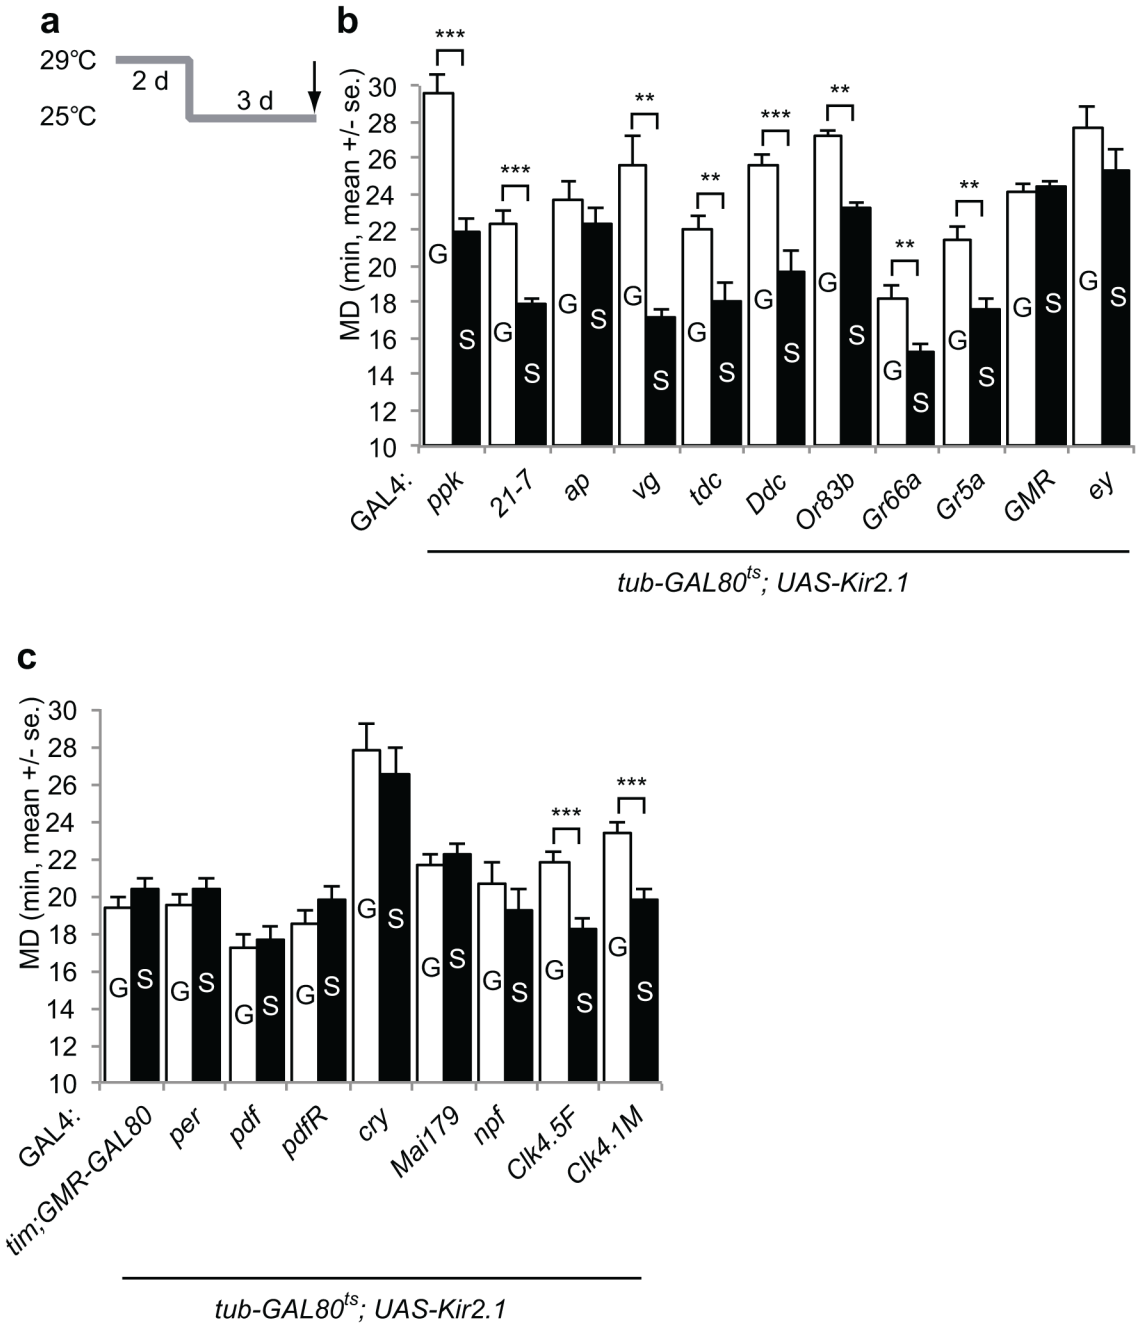 a
29°C
2 d
3 d
25°C
b
MD (min, mean +/- se.)
30
28
26
24
22
20
18
16
14
12
10
*** *** ** ** *** ** ** **
G S G S G S G S G S G S G S G S G S G S G S
GAL4: ppk 21-7 ap vg tdc Ddc Or83b Gr66a Gr5a GMR ey
tub-GAL80ts; UAS-Kir2.1
c
MD (min, mean +/- se.)
30
28
26
24
22
20
18
16
14
12
10
*** ***
G S G S G S G S G S G S G S G S G S
GAL4: tim;GMR-GAL80 per pdf pdfR cry Mai179 npf Clk4.5F Clk4.1M
tub-GAL80ts; UAS-Kir2.1